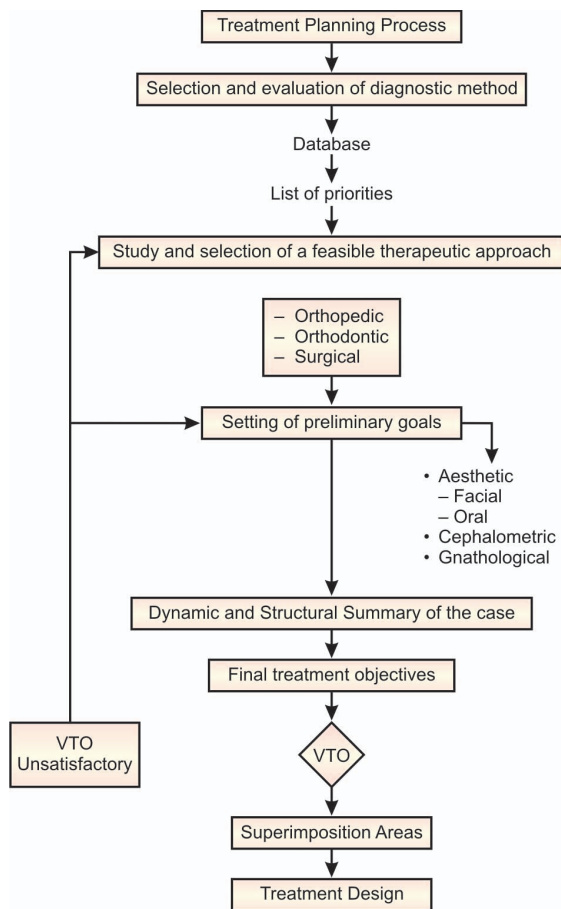 Treatment Planning Process
Selection and evaluation of diagnostic method
Database
List of priorities
Study and selection of a feasible therapeutic approach
– Orthopedic
– Orthodontic
– Surgical
Setting of preliminary goals
• Aesthetic
– Facial
– Oral
• Cephalometric
• Gnathological
Dynamic and Structural Summary of the case
Final treatment objectives
VTO
Unsatisfactory
VTO
Superimposition Areas
Treatment Design